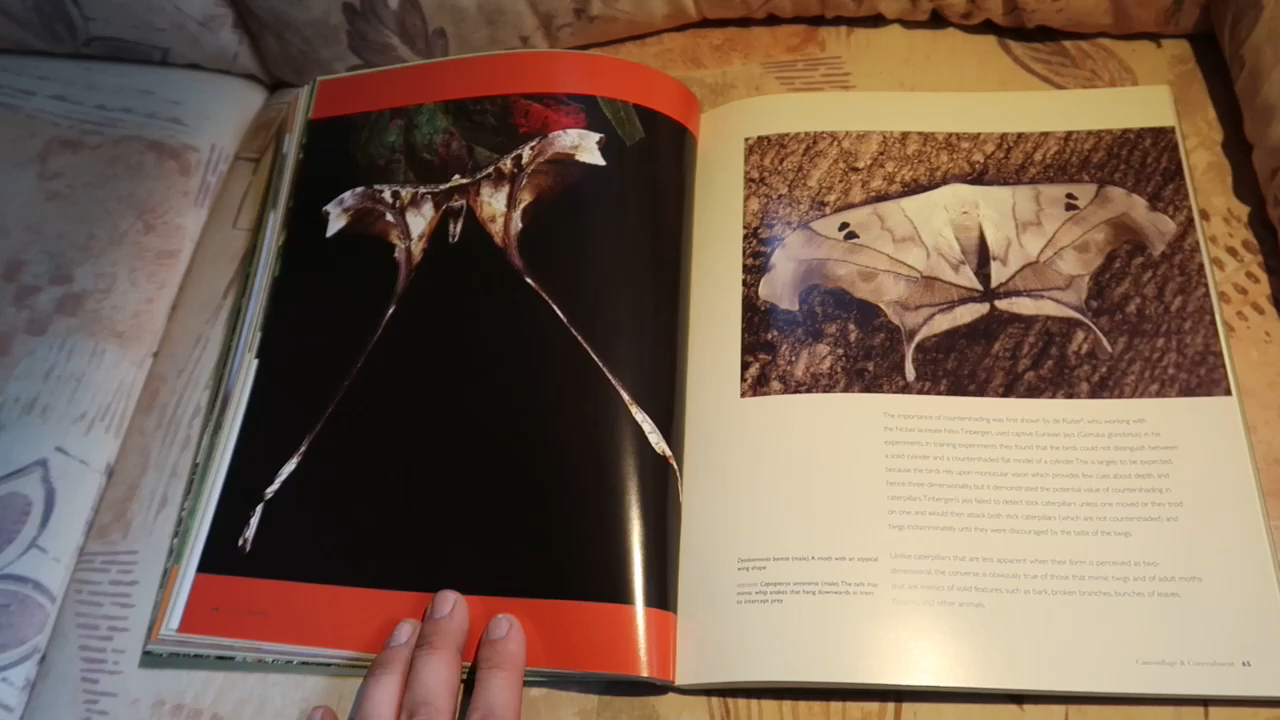 The importance of countershading was first shown by de Ruiter⁶, who, working with
the Nobel laureate Niko Tinbergen, used captive Eurasian Jays (Garrulus glandarius) in his
experiments. In training experiments they found that the birds could not distinguish between
a solid cylinder and a countershaded flat model of a cylinder. This is largely to be expected,
because the birds rely upon monocular vision which provides few cues about depth, and
hence three-dimensionality, but it demonstrated the potential value of countershading in
caterpillars. Tinbergen's jays failed to detect stick caterpillars unless one moved or they trod
on one, and would then attack both stick caterpillars (which are not countershaded) and
twigs indiscriminately until they were discouraged by the taste of the twigs.
Unlike caterpillars that are less apparent when their form is perceived as two-
dimensional, the converse is obviously true of those that mimic twigs and of adult moths
that are mimics of solid features, such as bark, broken branches, bunches of leaves,
and other animals.
(male). A moth with an atypical
wing shape
opposite Copiopteryx semiramis (male). The tails may
mimic whip snakes that hang downwards in trees
to intercept prey
Camouflage & Concealment 65